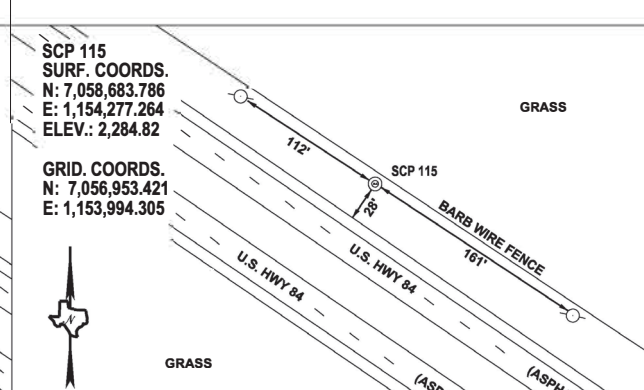 SCP 115
SURF. COORDS.
N: 7,058,683.786
E: 1,154,277.264
ELEV.: 2,284.82
GRID. COORDS.
N: 7,056,953.421
E: 1,153,994.305
GRASS
112'
SCP 115
28'
BARB WIRE FENCE
161'
U.S. HWY 84
U.S. HWY 84
N
GRASS
(ASP
(ASPH